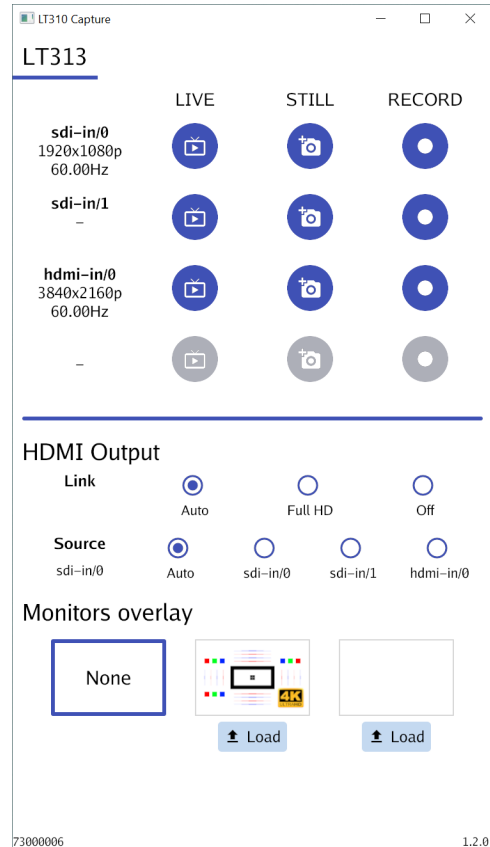 LT310 Capture
LT313
LIVE STILL RECORD
sdi-in/0
1920x1080p
60.00Hz
sdi-in/1
–
hdmi-in/0
3840x2160p
60.00Hz
–
HDMI Output
Link
Auto Full HD Off
Source
sdi-in/0
Auto sdi-in/0 sdi-in/1 hdmi-in/0
Monitors overlay
None
4K
ULTRA HD
Load Load
73000006 1.2.0